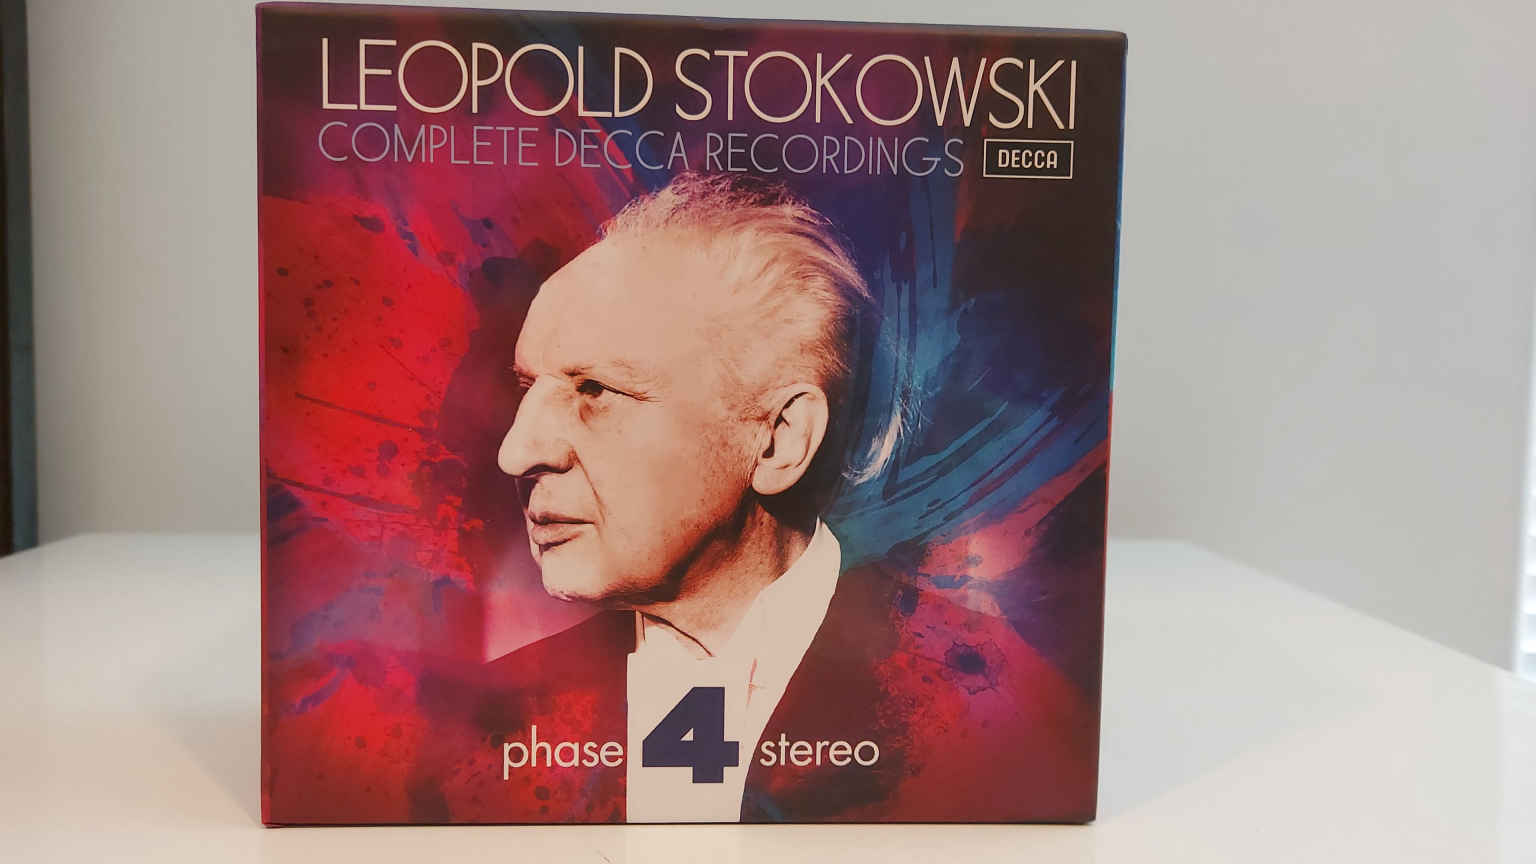 LEOPOLD STOKOWSKI
COMPLETE DECCA RECORDINGS DECCA
phase 4 stereo